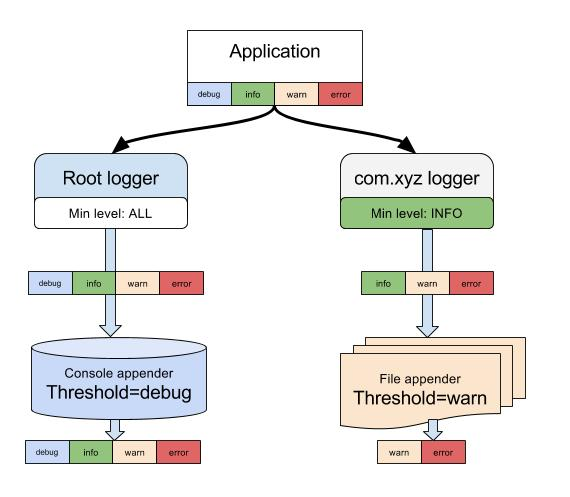 Application
debug info warn error
Root logger
Min level: ALL
com.xyz logger
Min level: INFO
debug info warn error
info warn error
Console appender
Threshold=debug
File appender
Threshold=warn
debug info warn error
warn error